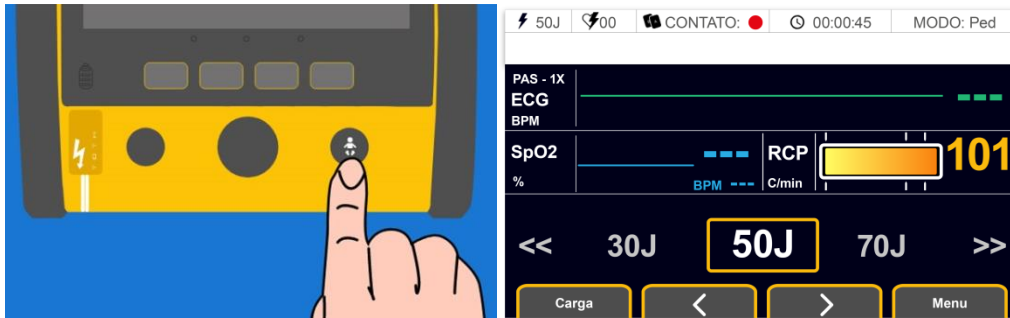 50J 00 CONTATO: 00:00:45 MODO: Ped
PAS - 1X
ECG ---
BPM
SpO2 --- RCP 101
% BPM --- C/min
<< 30J 50J 70J >>
Carga < > Menu